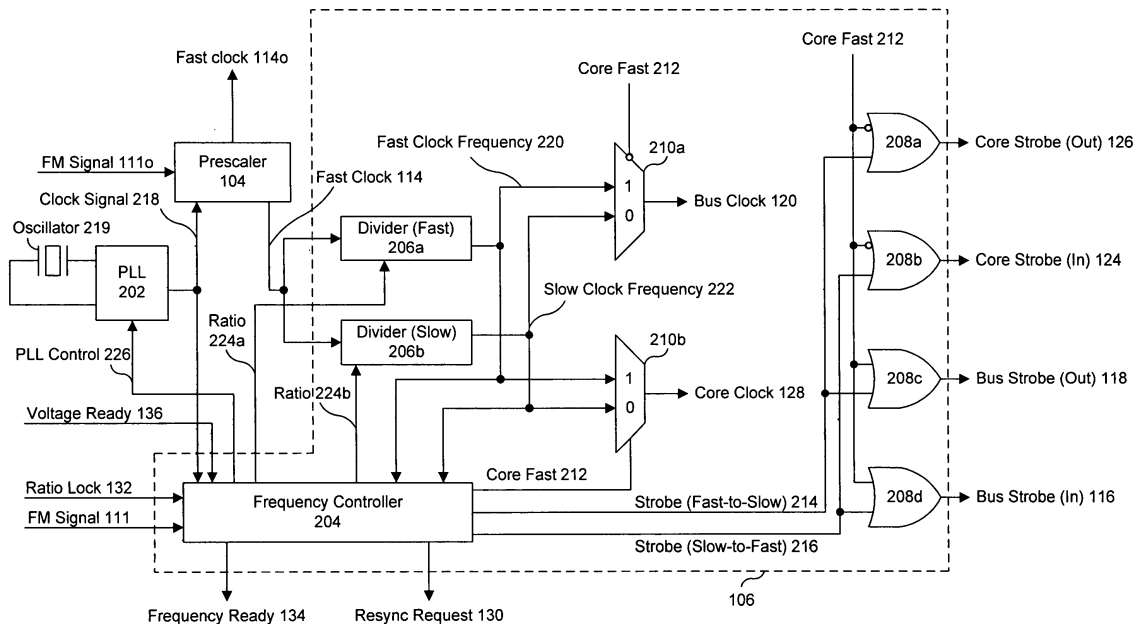 Core Fast 212
Fast clock 114o
Core Fast 212
Fast Clock Frequency 220
210a
208a
Core Strobe (Out) 126
FM Signal 111o
Prescaler
104
Fast Clock 114
1
0
Bus Clock 120
Clock Signal 218
Oscillator 219
PLL
202
Divider (Fast)
206a
208b
Core Strobe (In) 124
Slow Clock Frequency 222
Ratio
224a
Divider (Slow)
206b
210b
PLL Control 226
1
0
Core Clock 128
208c
Bus Strobe (Out) 118
Ratio 224b
Voltage Ready 136
Core Fast 212
Ratio Lock 132
Frequency Controller
204
FM Signal 111
Strobe (Fast-to-Slow) 214
208d
Bus Strobe (In) 116
Strobe (Slow-to-Fast) 216
106
Frequency Ready 134
Resync Request 130